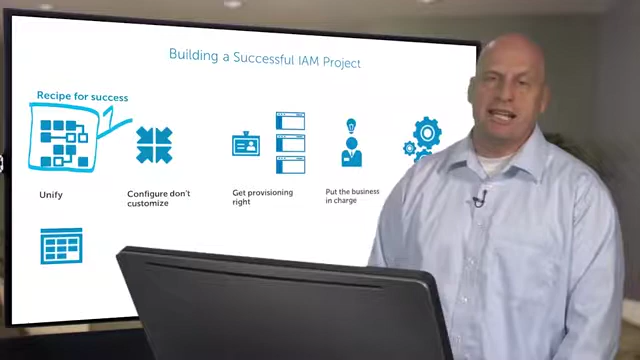 Building a Successful IAM Project
Recipe for success
Unify
Configure don't
customize
Get provisioning
right
Put the business
in charge